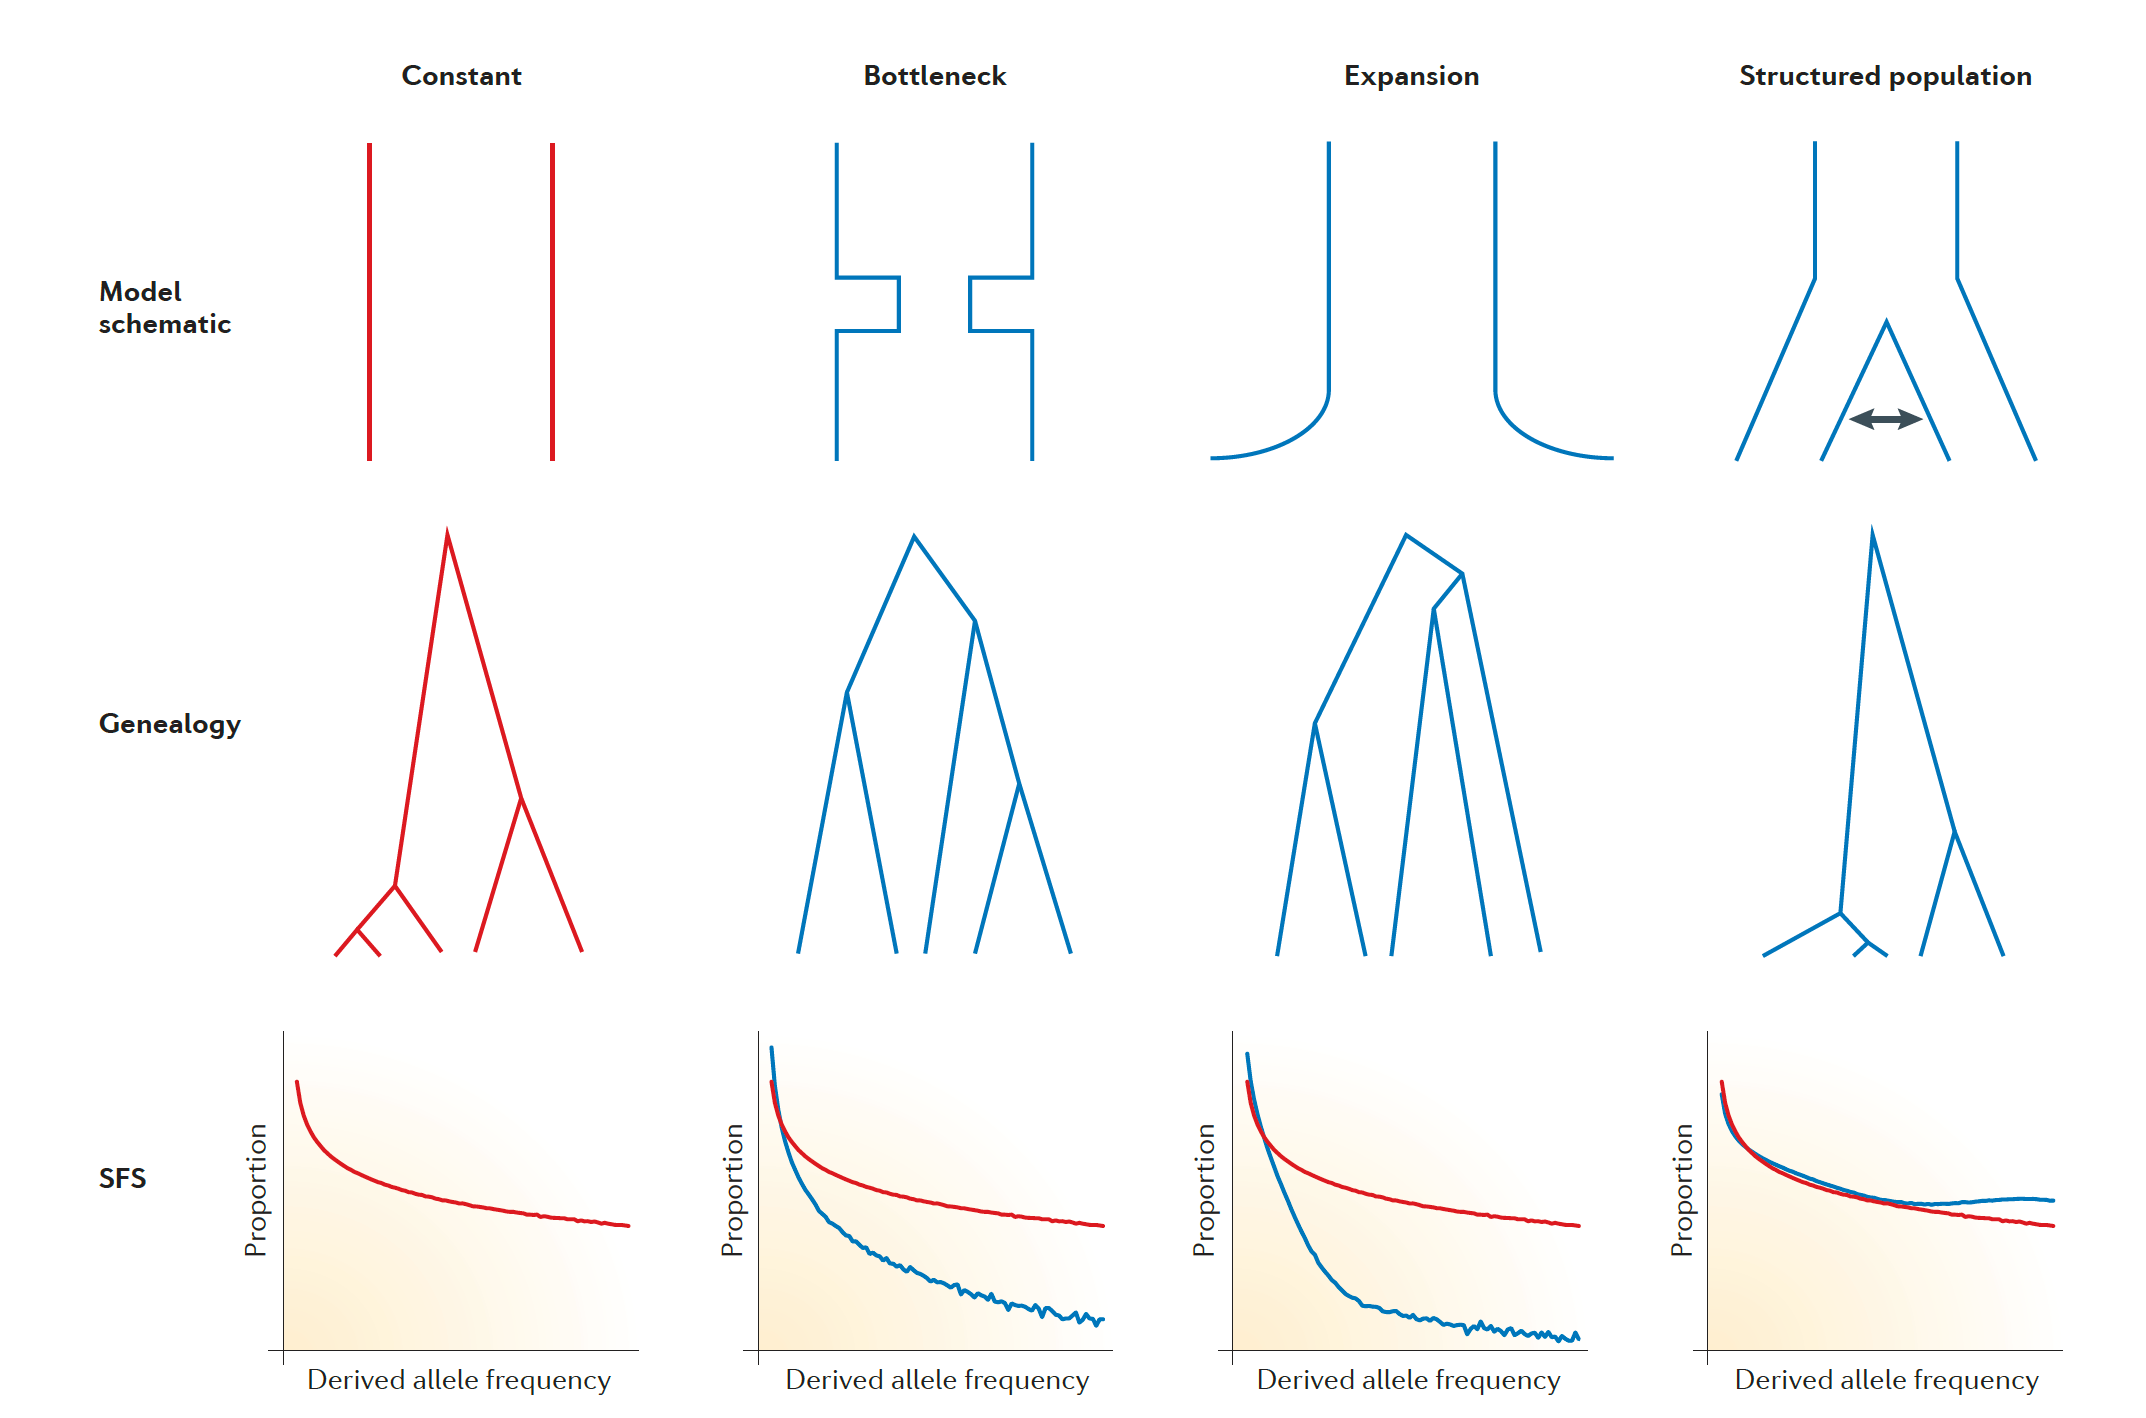 Constant
Bottleneck
Expansion
Structured population
Model
schematic
Genealogy
SFS
Proportion
Proportion
Proportion
Proportion
Derived allele frequency
Derived allele frequency
Derived allele frequency
Derived allele frequency